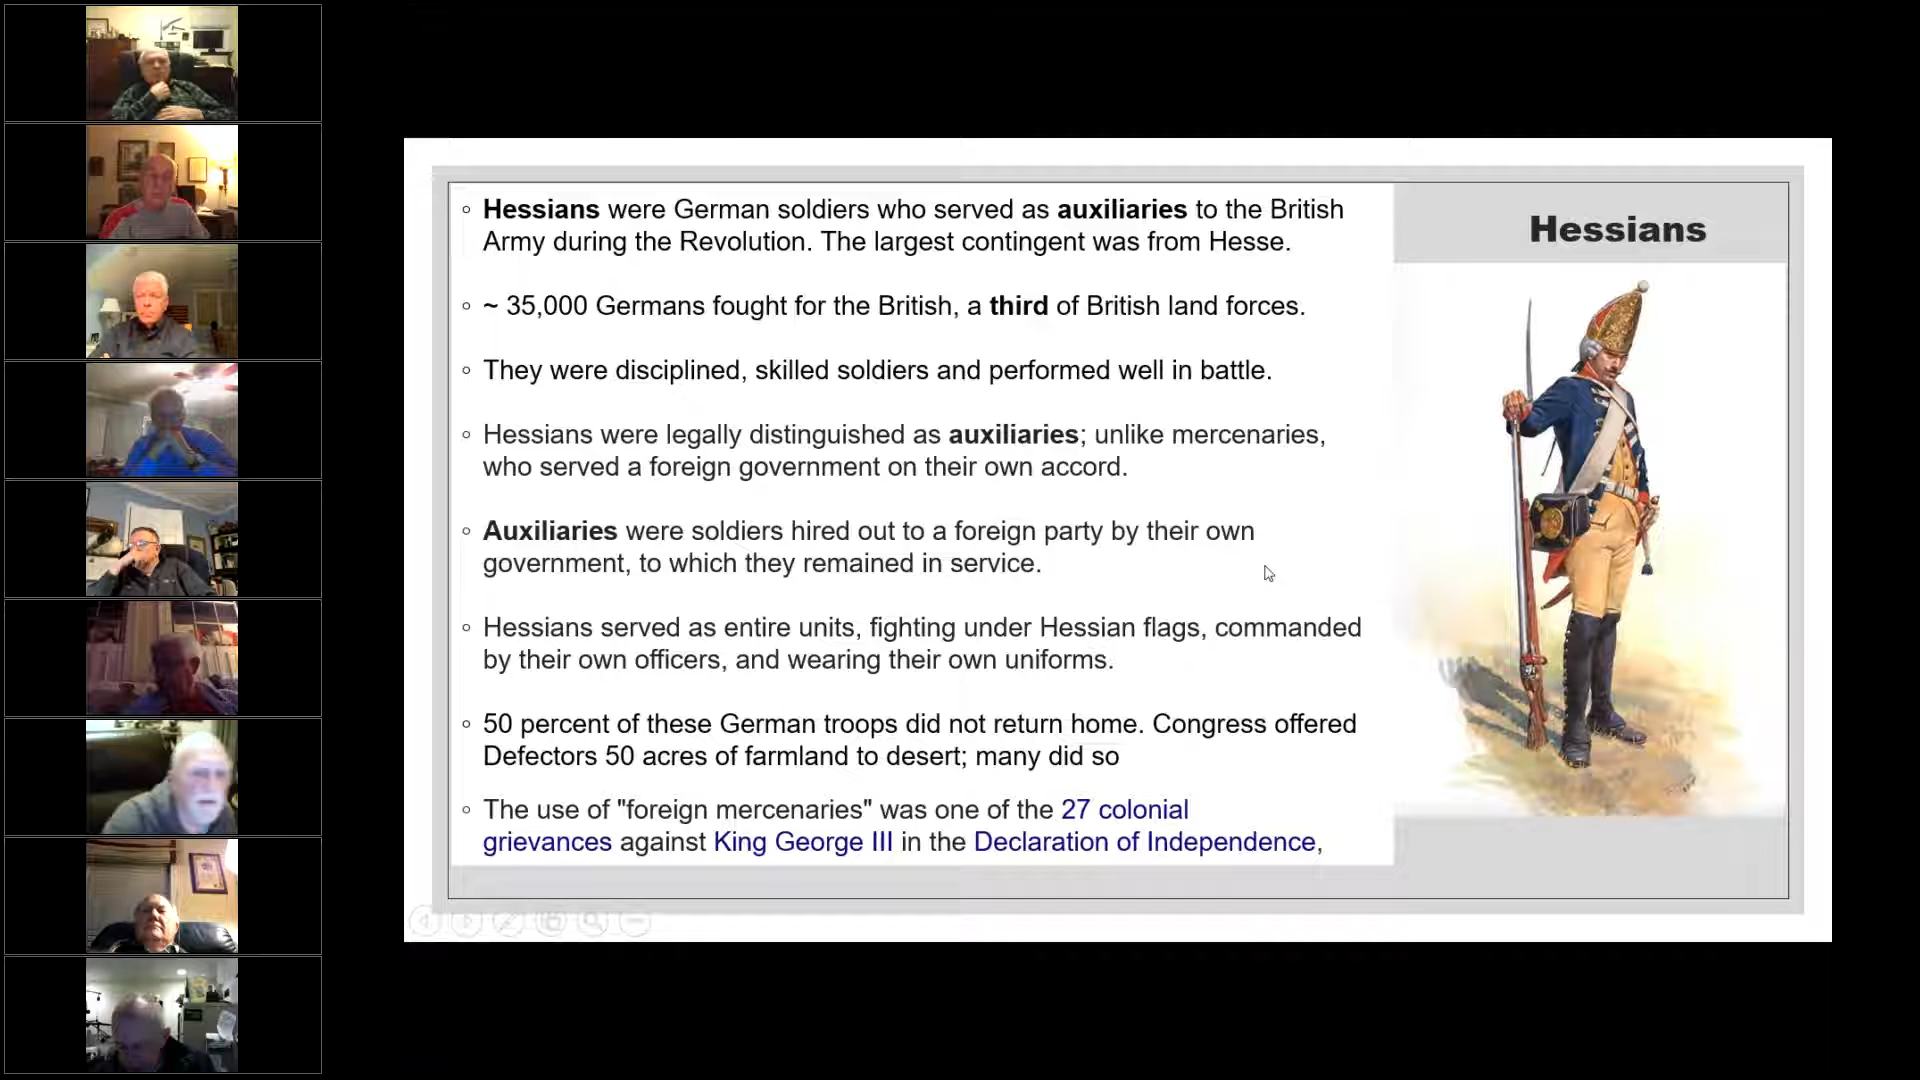 Hessians were German soldiers who served as auxiliaries to the British
Army during the Revolution. The largest contingent was from Hesse.
~ 35,000 Germans fought for the British, a third of British land forces.
They were disciplined, skilled soldiers and performed well in battle.
Hessians were legally distinguished as auxiliaries; unlike mercenaries,
who served a foreign government on their own accord.
Auxiliaries were soldiers hired out to a foreign party by their own
government, to which they remained in service.
Hessians served as entire units, fighting under Hessian flags, commanded
by their own officers, and wearing their own uniforms.
50 percent of these German troops did not return home. Congress offered
Defectors 50 acres of farmland to desert; many did so
The use of "foreign mercenaries" was one of the 27 colonial
grievances against King George III in the Declaration of Independence,
Hessians